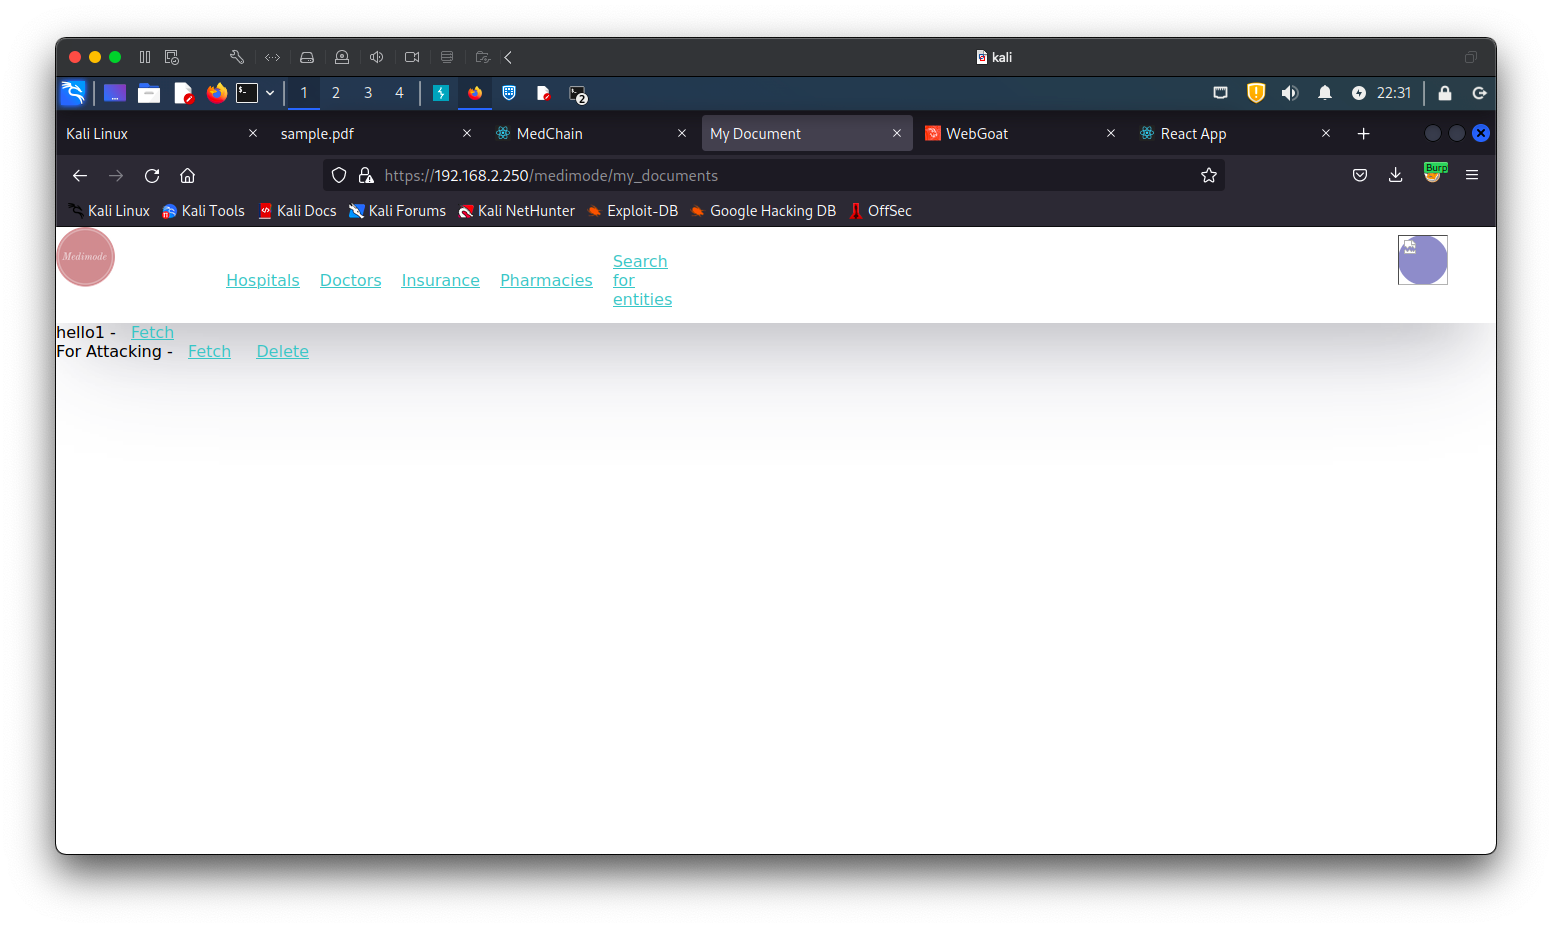 kali
1 2 3 4 2 22:31
Kali Linux sample.pdf MedChain My Document WebGoat React App
https://192.168.2.250/medimode/my_documents Burp
Kali Linux Kali Tools Kali Docs Kali Forums Kali NetHunter Exploit-DB Google Hacking DB OffSec
Medimode
Hospitals Doctors Insurance Pharmacies Search
for
entities
hello1 - Fetch
For Attacking - Fetch Delete